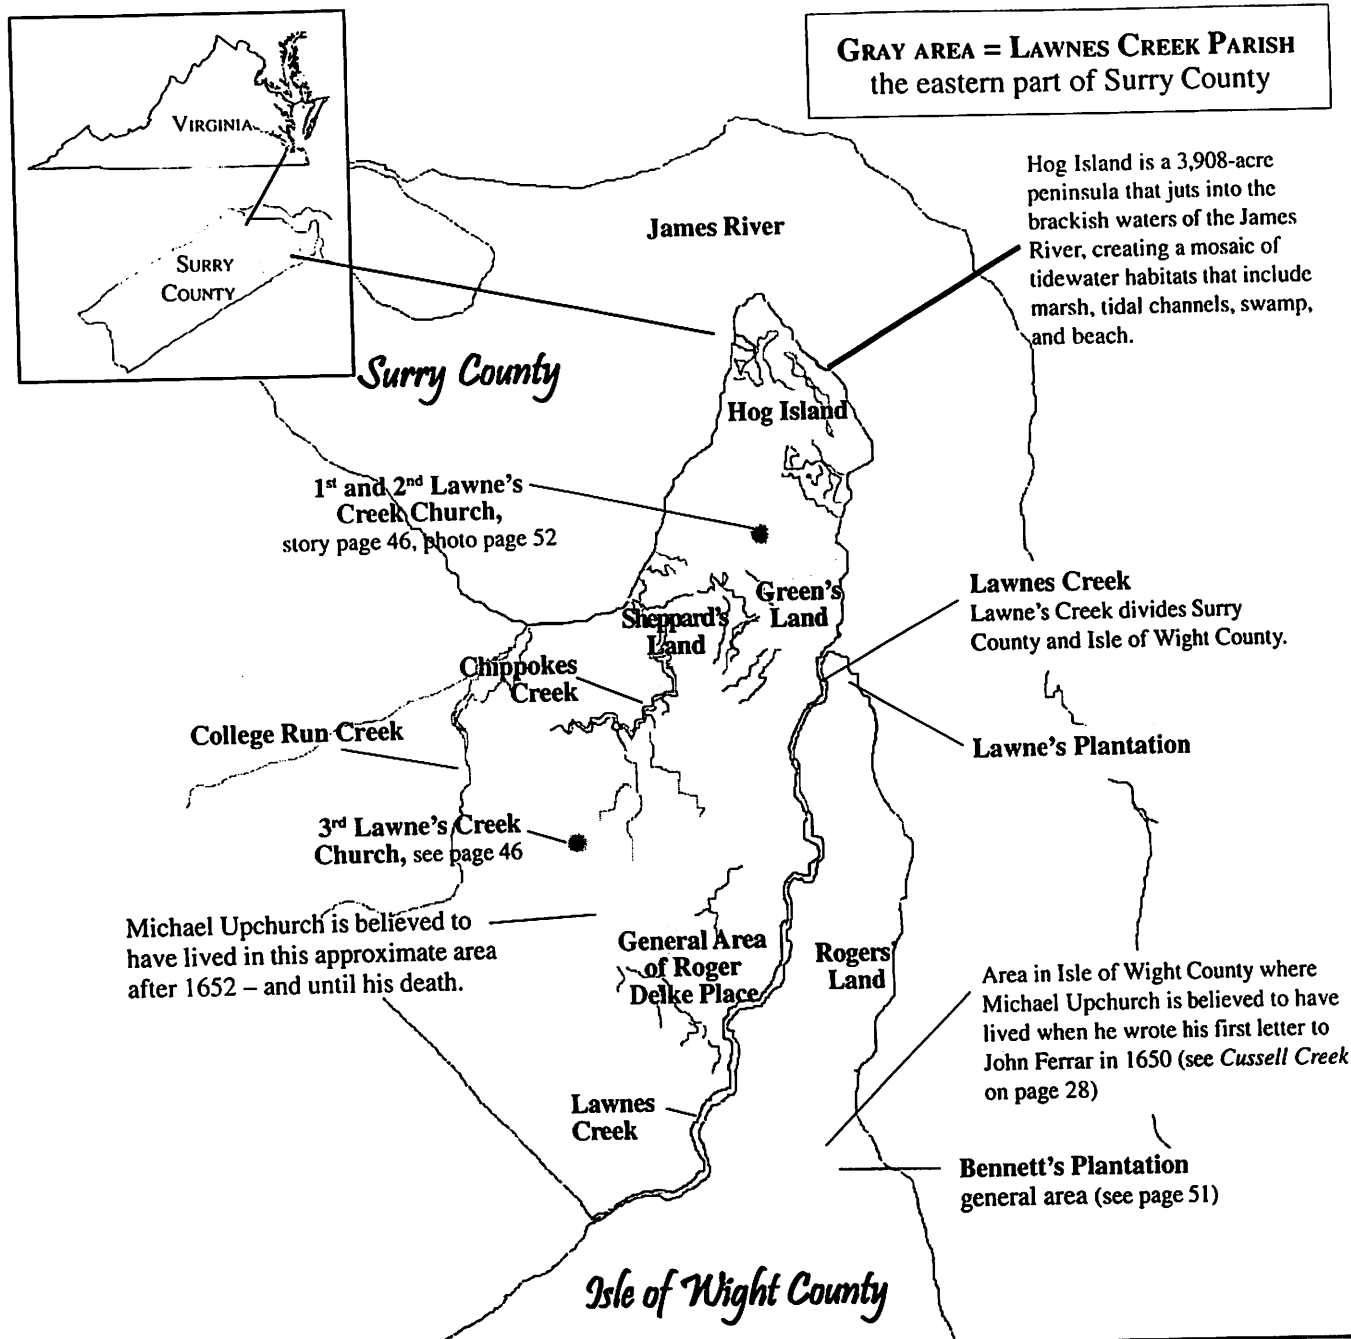 GRAY AREA = LAWNES CREEK PARISH
the eastern part of Surry County
VIRGINIA
SURRY
COUNTY
Hog Island is a 3,908-acre
peninsula that juts into the
brackish waters of the James
River, creating a mosaic of
tidewater habitats that include
marsh, tidal channels, swamp,
and beach.
James River
Surry County
Hog Island
1st and 2nd Lawne's
Creek Church,
story page 46, photo page 52
Green's
Land
Sheppard's
Land
Lawnes Creek
Lawne's Creek divides Surry
County and Isle of Wight County.
Chippokes
Creek
College Run Creek
Lawne's Plantation
3rd Lawne's Creek
Church, see page 46
Michael Upchurch is believed to
have lived in this approximate area
after 1652 – and until his death.
General Area
of Roger
Delke Place
Rogers'
Land
Area in Isle of Wight County where
Michael Upchurch is believed to have
lived when he wrote his first letter to
John Ferrar in 1650 (see Cussell Creek
on page 28)
Lawnes
Creek
Bennett's Plantation
general area (see page 51)
Isle of Wight County